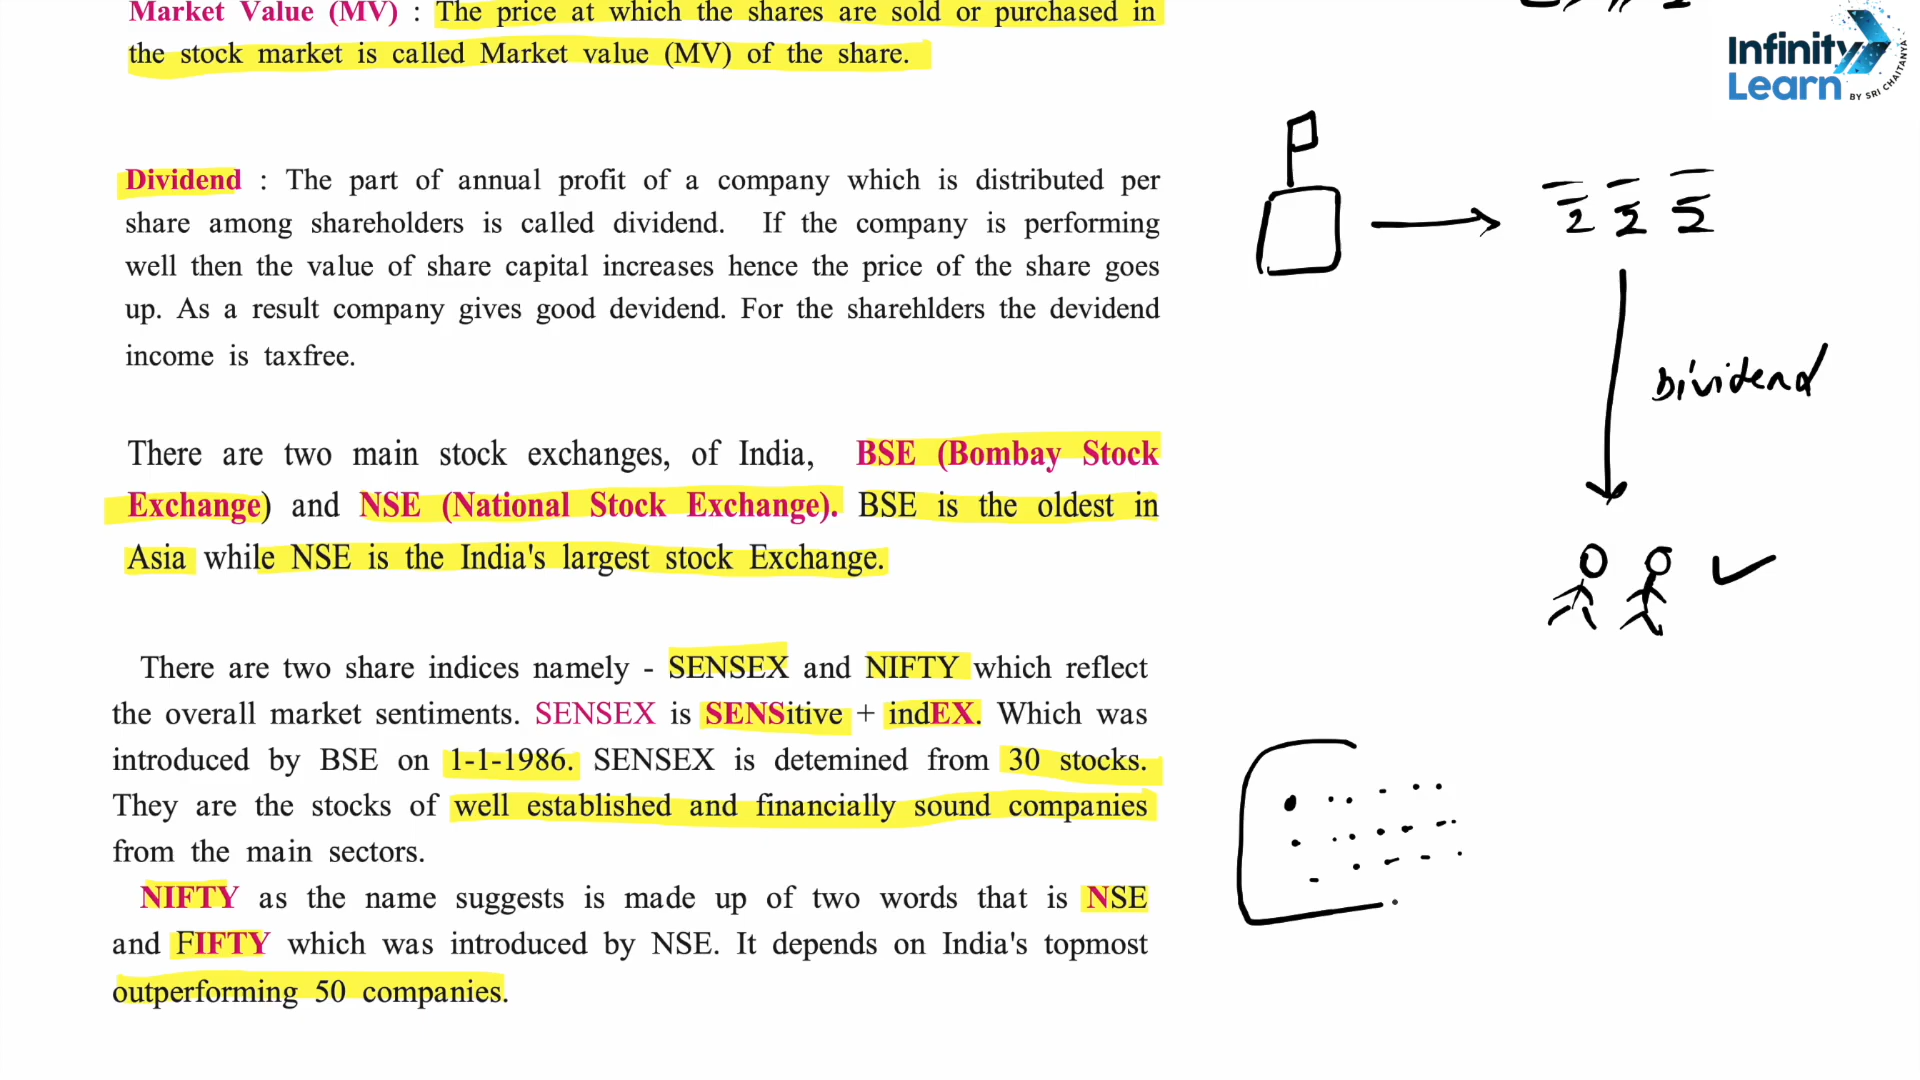 Market Value (MV) : The price at which the shares are sold or purchased in
the stock market is called Market value (MV) of the share.
Infinity
Learn
BY SRI CHAITANYA
Dividend : The part of annual profit of a company which is distributed per
share among shareholders is called dividend. If the company is performing
well then the value of share capital increases hence the price of the share goes
up. As a result company gives good devidend. For the sharehlders the devidend
income is taxfree.
Dividend
There are two main stock exchanges, of India, BSE (Bombay Stock
Exchange) and NSE (National Stock Exchange). BSE is the oldest in
Asia while NSE is the India's largest stock Exchange.
There are two share indices namely - SENSEX and NIFTY which reflect
the overall market sentiments. SENSEX is SENSitive + indEX. Which was
introduced by BSE on 1-1-1986. SENSEX is detemined from 30 stocks.
They are the stocks of well established and financially sound companies
from the main sectors.
NIFTY as the name suggests is made up of two words that is NSE
and FIFTY which was introduced by NSE. It depends on India's topmost
outperforming 50 companies.